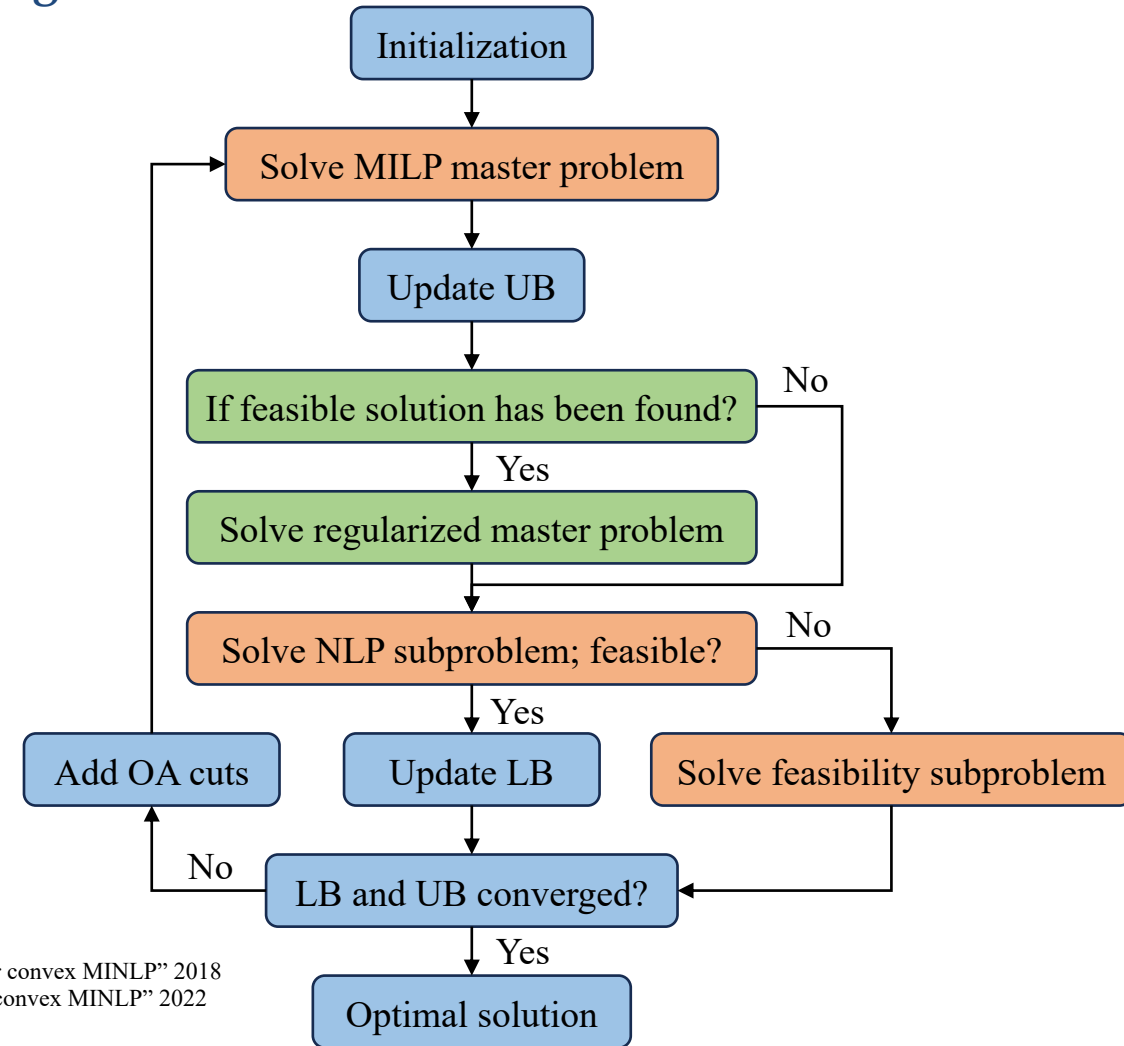 Initialization
Solve MILP master problem
Update UB
If feasible solution has been found?
No
Yes
Solve regularized master problem
Solve NLP subproblem; feasible?
No
Yes
Add OA cuts
Update LB
Solve feasibility subproblem
No
LB and UB converged?
Yes
convex MINLP” 2018
convex MINLP” 2022
Optimal solution